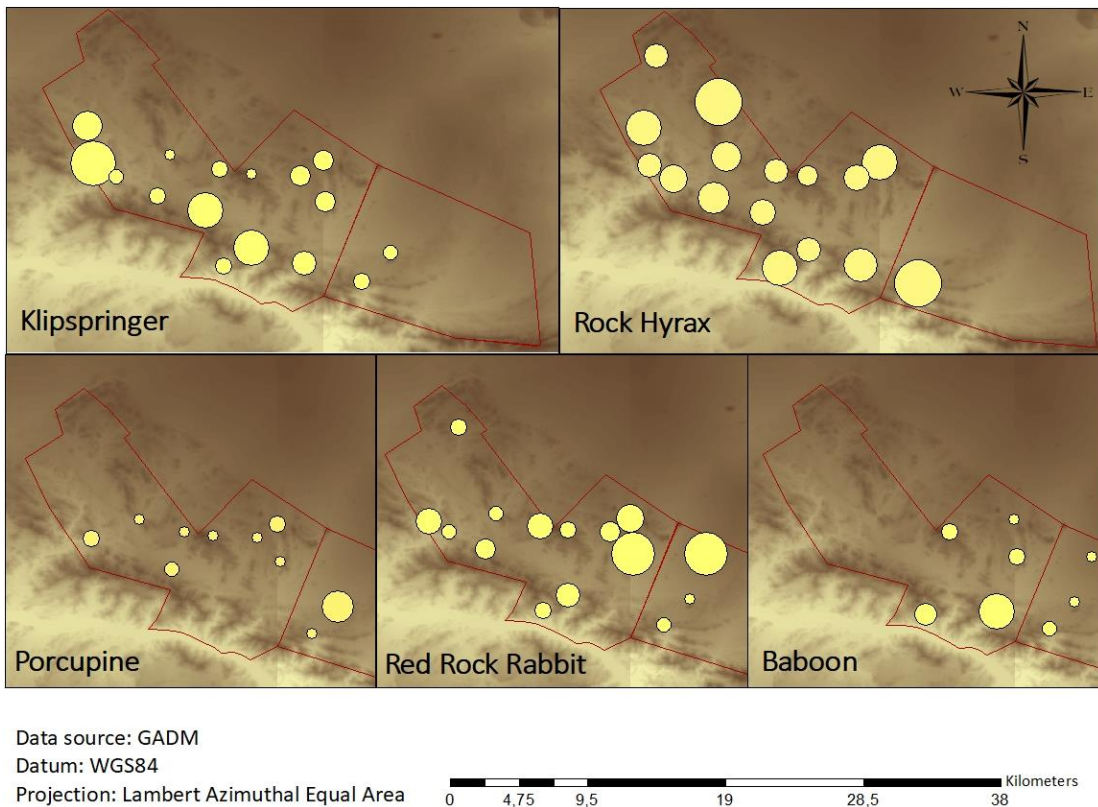 N
W E
S
Klipspringer
Rock Hyrax
Porcupine
Red Rock Rabbit
Baboon
Data source: GADM
Datum: WGS84
Projection: Lambert Azimuthal Equal Area
Kilometers
0 4,75 9,5 19 28,5 38